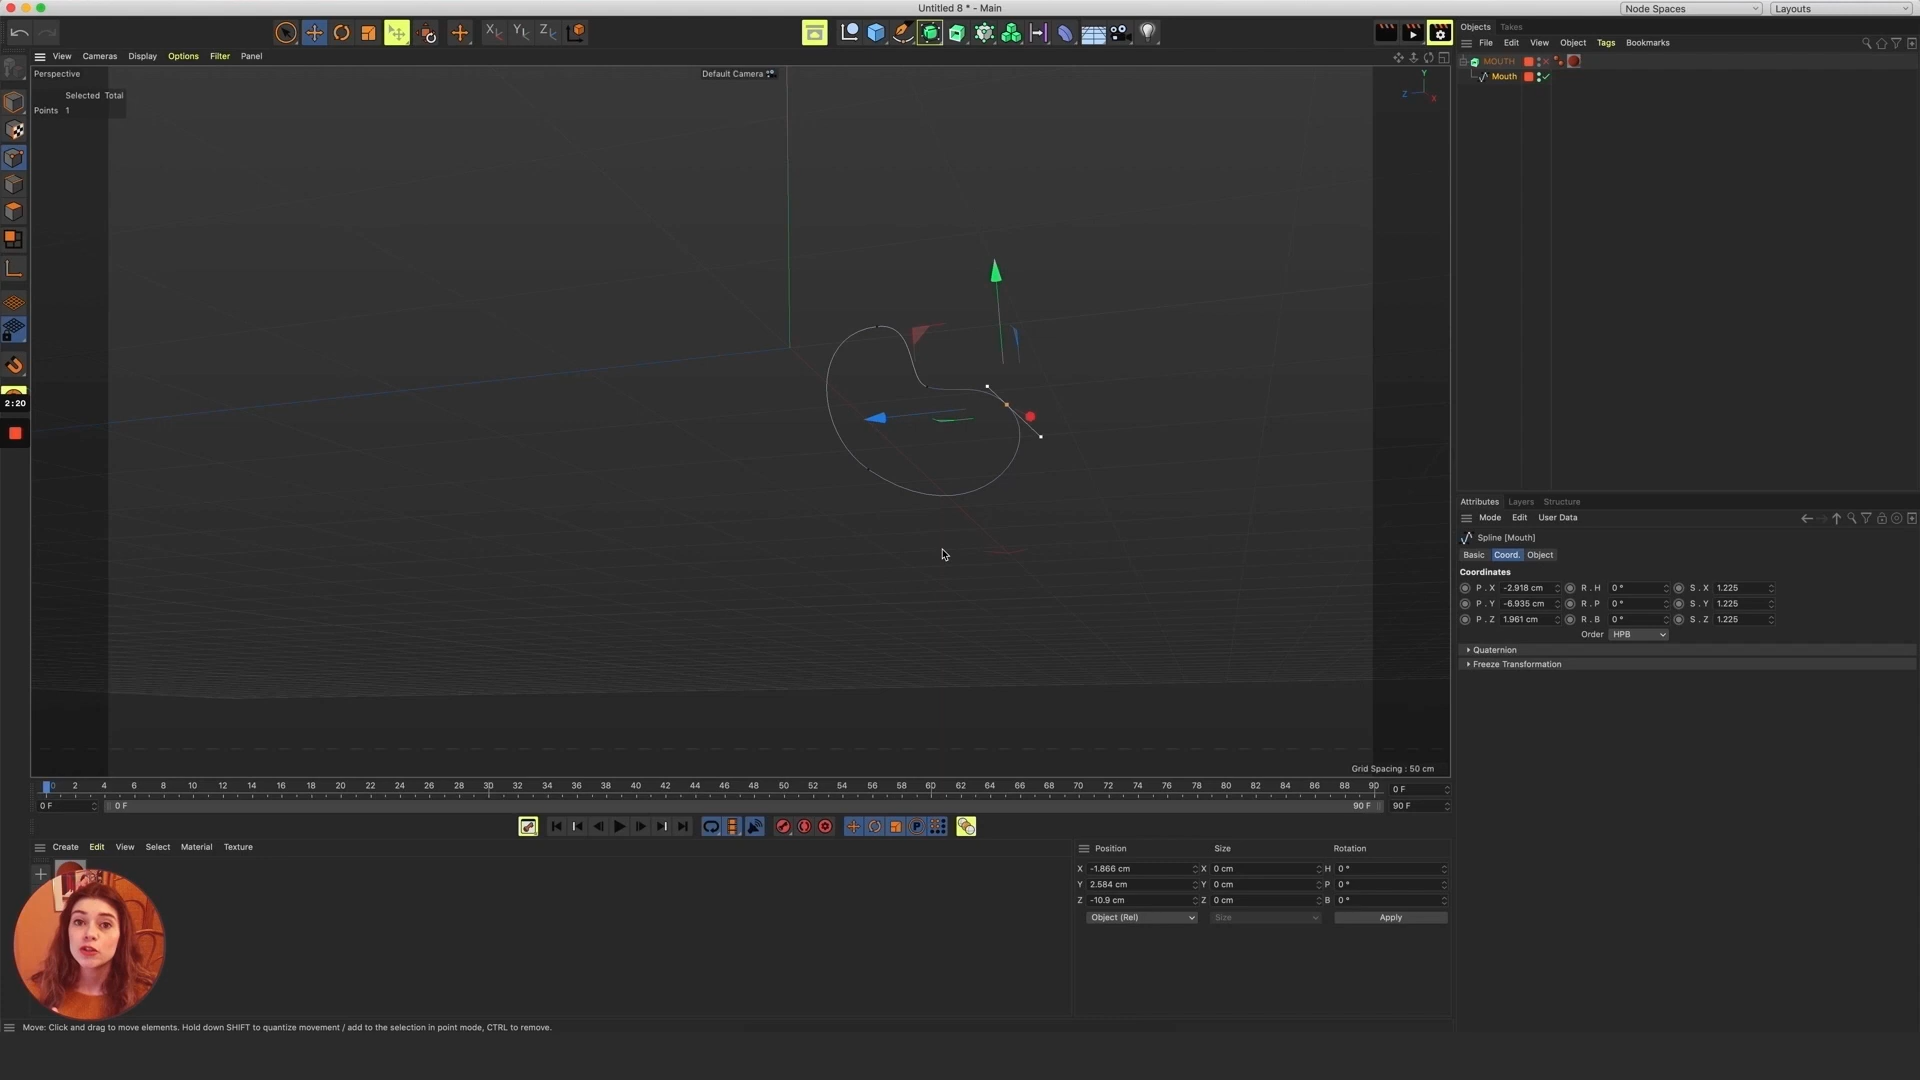 Untitled 8 * - Main
Node Spaces
Layouts
Objects Takes
File Edit View Object Tags Bookmarks
MOUTH
Mouth
View Cameras Display Options Filter Panel
Perspective
Default Camera
Selected Total
Points 1
Y
Z
X
X Y Z
2:20
Grid Spacing : 50 cm
Attributes Layers Structure
Mode Edit User Data
Spline [Mouth]
Basic Coord. Object
Coordinates
P . X -2.918 cm R . H 0 ° S . X 1.225
P . Y -6.935 cm R . P 0 ° S . Y 1.225
P . Z 1.961 cm R . B 0 ° S . Z 1.225
Order HPB
Quaternion
Freeze Transformation
0 2 4 6 8 10 12 14 16 18 20 22 24 26 28 30 32 34 36 38 40 42 44 46 48 50 52 54 56 58 60 62 64 66 68 70 72 74 76 78 80 82 84 86 88 90
0 F
0 F 0 F 90 F 90 F
P
Create Edit View Select Material Texture
Position Size Rotation
X -1.866 cm X 0 cm H 0 °
Y 2.584 cm Y 0 cm P 0 °
Z -10.9 cm Z 0 cm B 0 °
Object (Rel) Size Apply
Move: Click and drag to move elements. Hold down SHIFT to quantize movement / add to the selection in point mode, CTRL to remove.